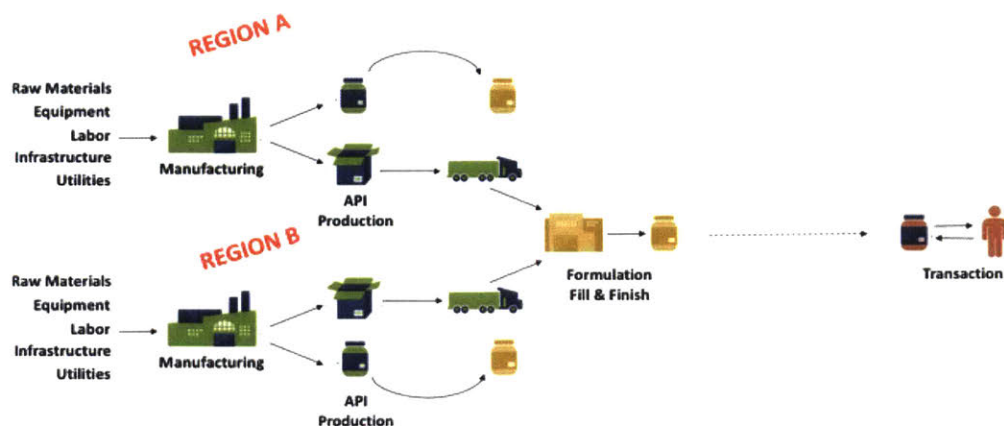 REGION A
Raw Materials
Equipment
Labor
Infrastructure
Utilities
Manufacturing
API
Production
REGION B
Raw Materials
Equipment
Labor
Infrastructure
Utilities
Manufacturing
API
Production
Formulation
Fill & Finish
Transaction